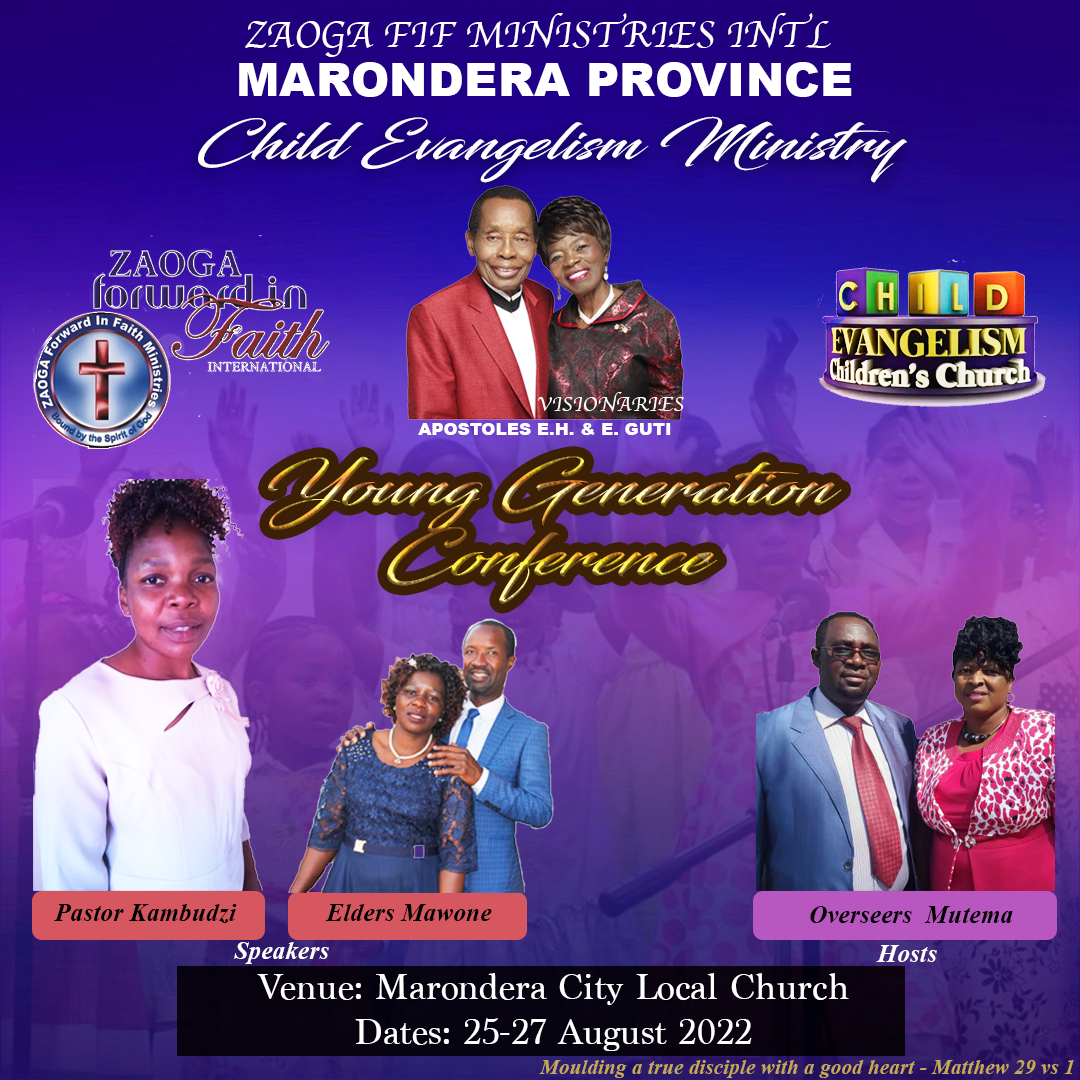 ZAOGA FIF MINISTRIES INTL
MARONDERA PROVINCE
Child Evangelism Ministry
ZAOGA
forward in
Faith
INTERNATIONAL
ZAOGA Forward In Faith Ministries
Bound by the Spirit of God
VISIONARIES
APOSTOLES E.H. & E. GUTI
CHILD
EVANGELISM
Children's Church
Young Generation
Conference
Pastor Kambudzi
Elders Mawone
Speakers
Overseers Mutema
Hosts
Venue: Marondera City Local Church
Dates: 25-27 August 2022
Moulding a true disciple with a good heart - Matthew 29 vs 1